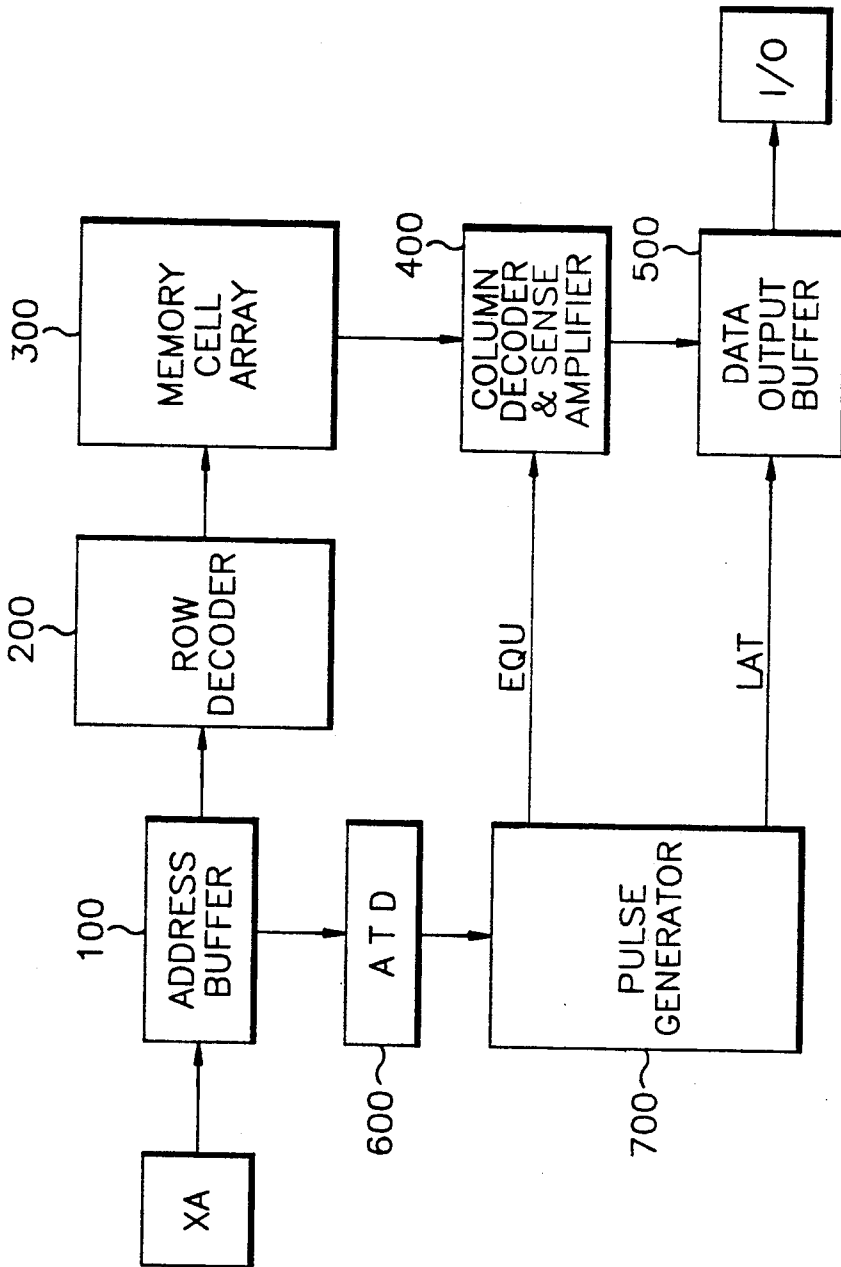 XA
100
ADDRESS
BUFFER
200
ROW
DECODER
300
MEMORY
CELL
ARRAY
600
A T D
700
PULSE
GENERATOR
EQU
LAT
400
COLUMN
DECODER
& SENSE
AMPLIFIER
500
DATA
OUTPUT
BUFFER
I/O